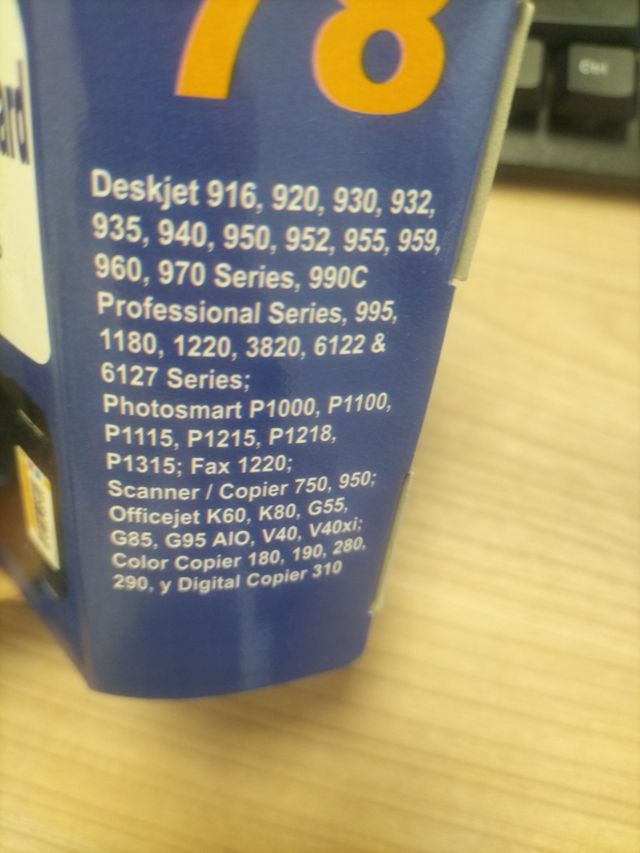 78
ard
Deskjet 916, 920, 930, 932,
935, 940, 950, 952, 955, 959,
960, 970 Series, 990C
Professional Series, 995,
1180, 1220, 3820, 6122 &
6127 Series;
Photosmart P1000, P1100,
P1115, P1215, P1218,
P1315; Fax 1220;
Scanner / Copier 750, 950;
Officejet K60, K80, G55,
G85, G95 AIO, V40, V40xi;
Color Copier 180, 190, 280,
290, y Digital Copier 310
Ctrl